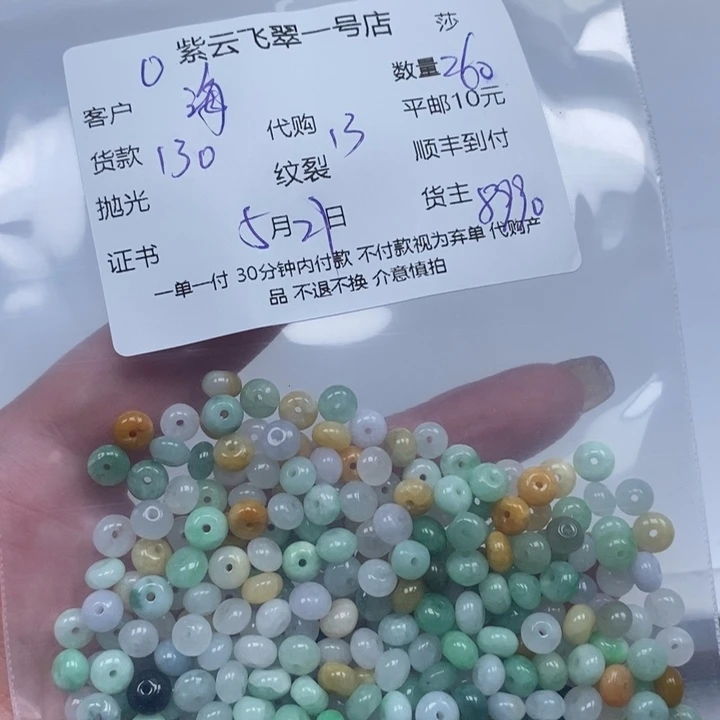 紫云飞翠一号店 莎
0
客户 海 数量 260
货款 130 代购 13 平邮10元
抛光 纹裂 顺丰到付
证书 5月21日 货主
一单一付 30分钟内付款 不付款视为弃单 代购产
品 不退不换 介意慎拍